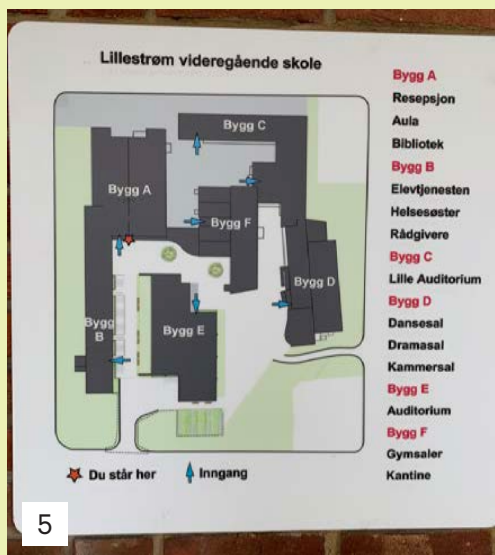 Lillestrøm videregående skole
Bygg C
Bygg A
Bygg F
Bygg D
Bygg
B
Bygg E
Du står her
Inngang
Bygg A
Resepsjon
Aula
Bibliotek
Bygg B
Elevtjenesten
Helsesøster
Rådgivere
Bygg C
Lille Auditorium
Bygg D
Dansesal
Dramasal
Kammersal
Bygg E
Auditorium
Bygg F
Gymsaler
Kantine
5